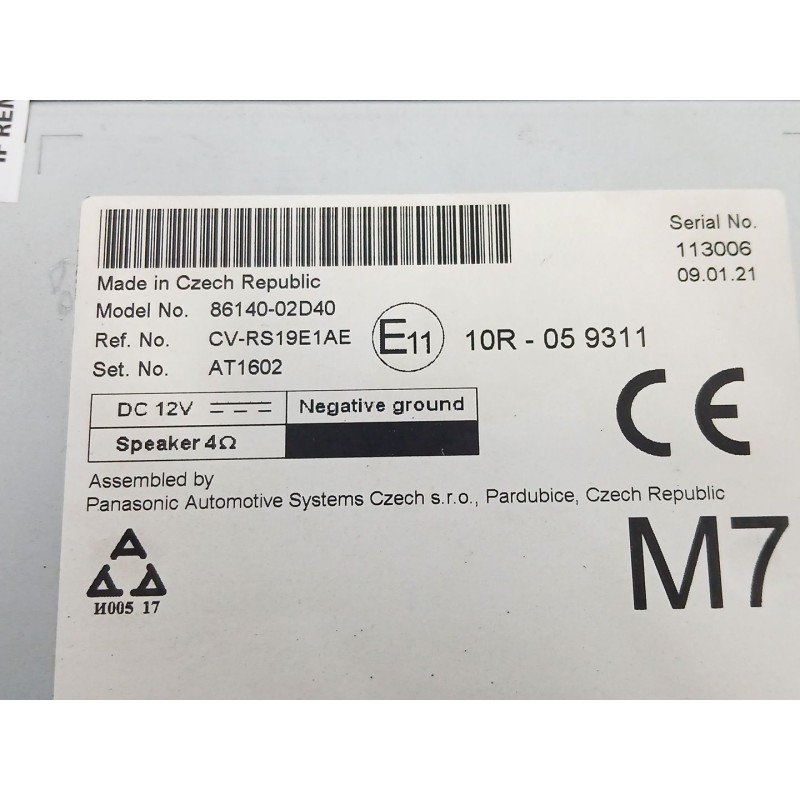 IF REM
Serial No.
113006
09.01.21
Made in Czech Republic
Model No. 86140-02D40
Ref. No. CV-RS19E1AE
Set. No. AT1602
E11 10R - 05 9311
DC 12V Negative ground
Speaker 4Ω
CE
Assembled by
Panasonic Automotive Systems Czech s.r.o., Pardubice, Czech Republic
M7
И005 17